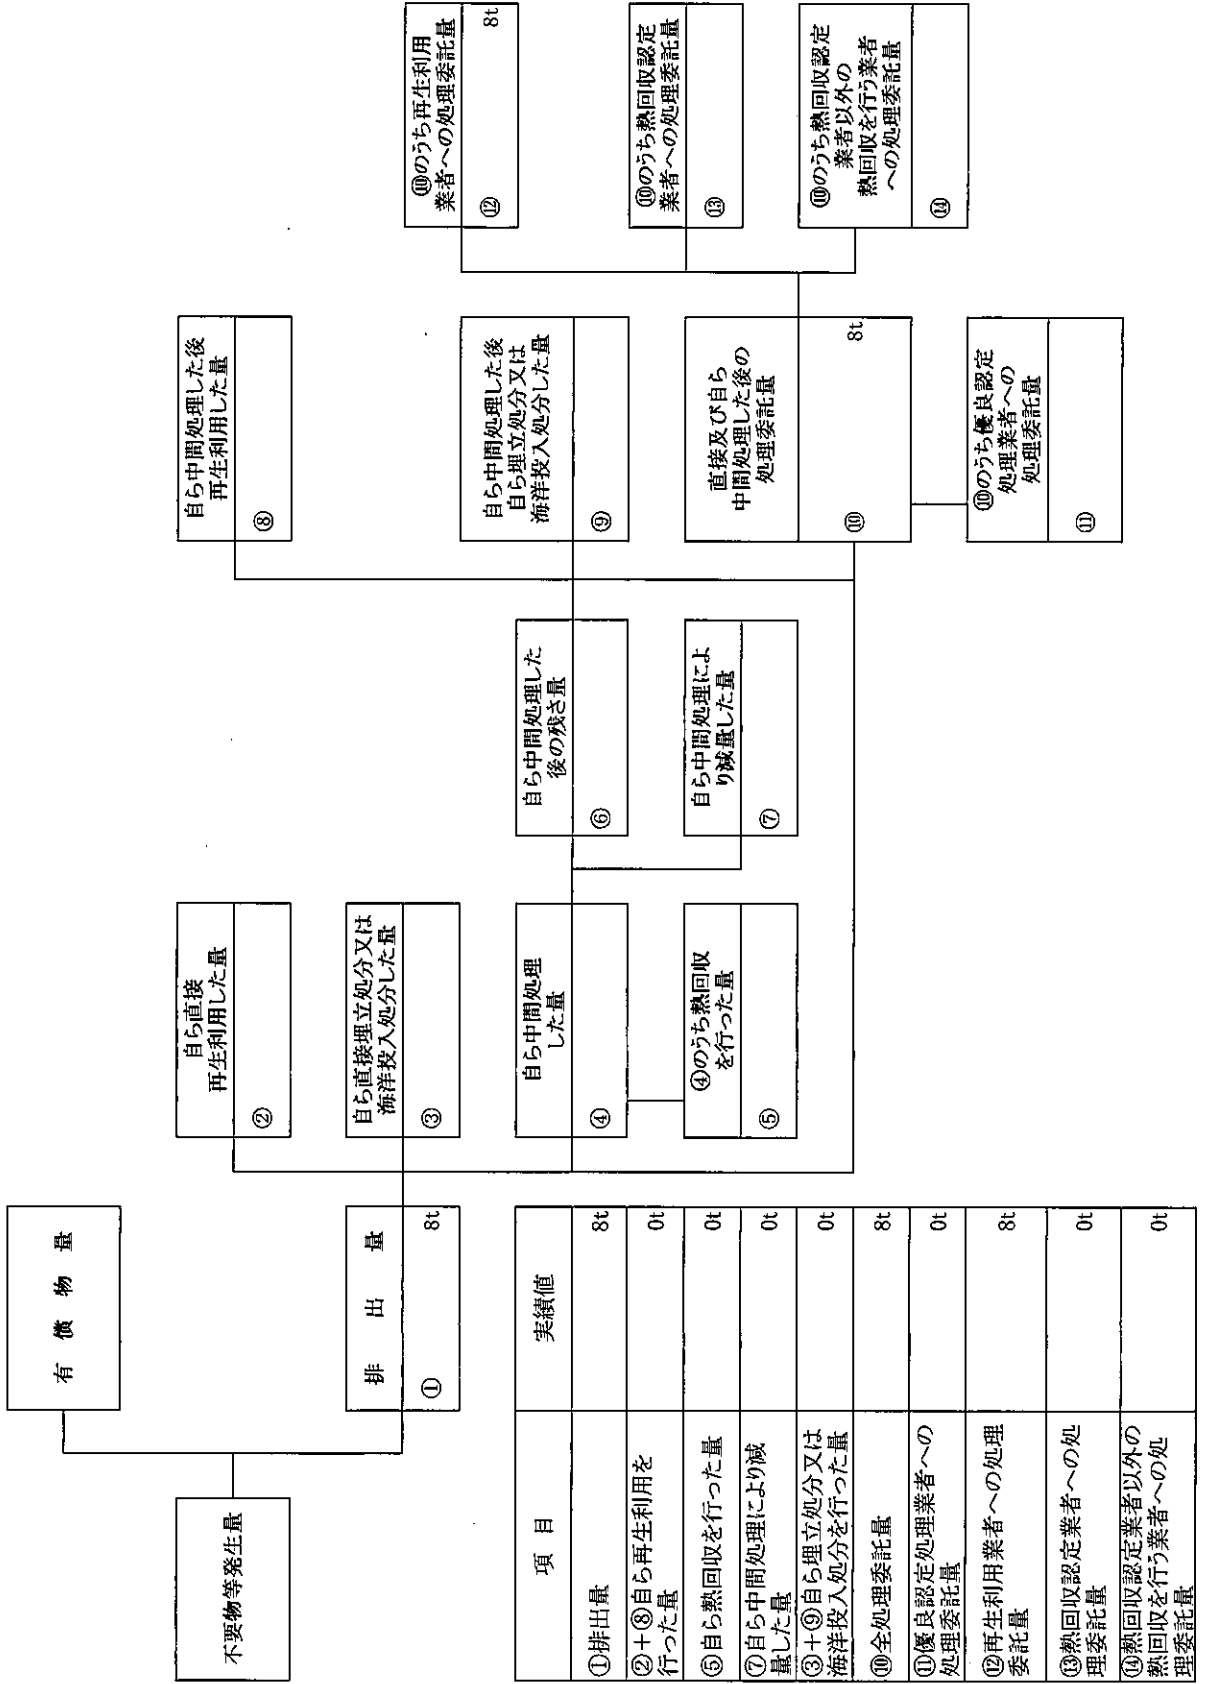 不要物等発生量
有償物量
排出量
① 8t
自ら直接
再生利用した量
②
自ら直接埋立処分又は
海洋投入処分した量
③
自ら中間処理
した量
④
④のうち熱回収
を行った量
⑤
自ら中間処理した
後の残さ量
⑥
自ら中間処理によ
り減量した量
⑦
自ら中間処理した後
再生利用した量
⑧
自ら中間処理した後
自ら埋立処分又は
海洋投入処分した量
⑨
直接及び自ら
中間処理した後の
処理委託量
⑩ 8t
⑩のうち優良認定
処理業者への
処理委託量
⑪
⑩のうち再生利用
業者への処理委託量
⑫ 8t
⑩のうち熱回収認定
業者への処理委託量
⑬
⑩のうち熱回収認定
業者以外の
熱回収を行う業者
への処理委託量
⑭
項目 実績値
①排出量 8t
②+⑧自ら再生利用を
行った量 0t
⑤自ら熱回収を行った量 0t
⑦自ら中間処理により減
量した量 0t
③+⑨自ら埋立処分又は
海洋投入処分を行った量 0t
⑩全処理委託量 8t
⑪優良認定処理業者への
処理委託量 0t
⑫再生利用業者への処理
委託量 8t
⑬熱回収認定業者への処
理委託量 0t
⑭熱回収認定業者以外の
熱回収を行う業者への処
理委託量 0t